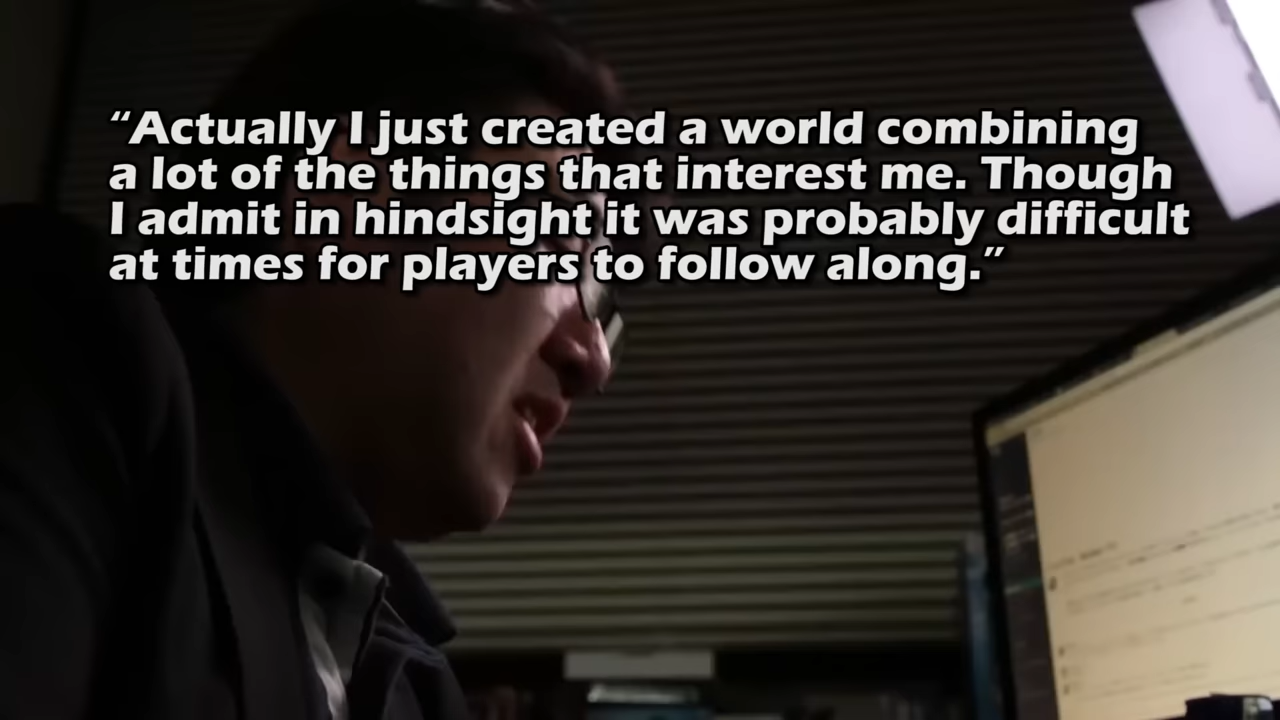 “Actually I just created a world combining
a lot of the things that interest me. Though
I admit in hindsight it was probably difficult
at times for players to follow along.”